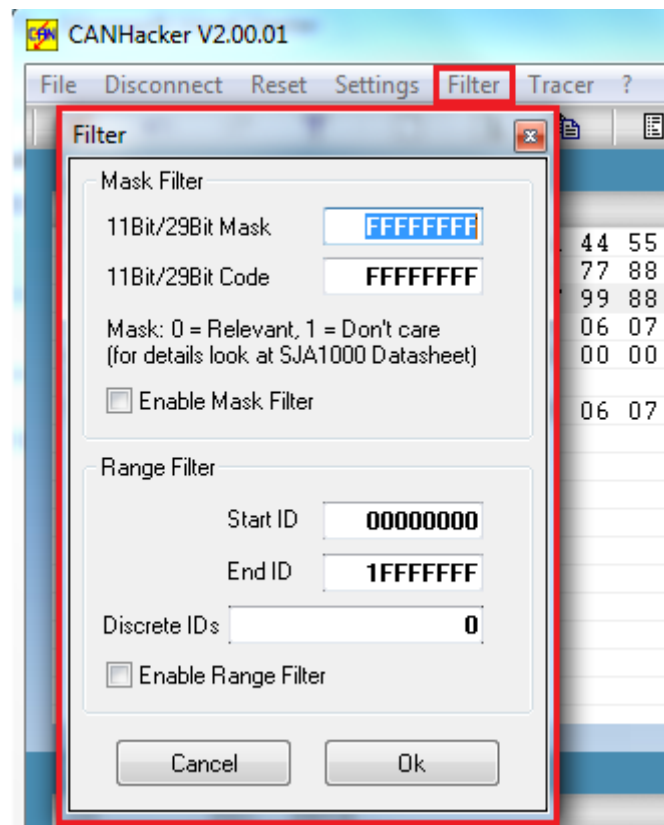 CANHacker V2.00.01
File Disconnect Reset Settings Filter Tracer ?
Filter
Mask Filter
11Bit/29Bit Mask FFFFFFFF
11Bit/29Bit Code FFFFFFFF
Mask: 0 = Relevant, 1 = Don't care
(for details look at SJA1000 Datasheet)
Enable Mask Filter
Range Filter
Start ID 00000000
End ID 1FFFFFFF
Discrete IDs 0
Enable Range Filter
Cancel Ok
44 55
77 88
99 88
06 07
00 00
06 07